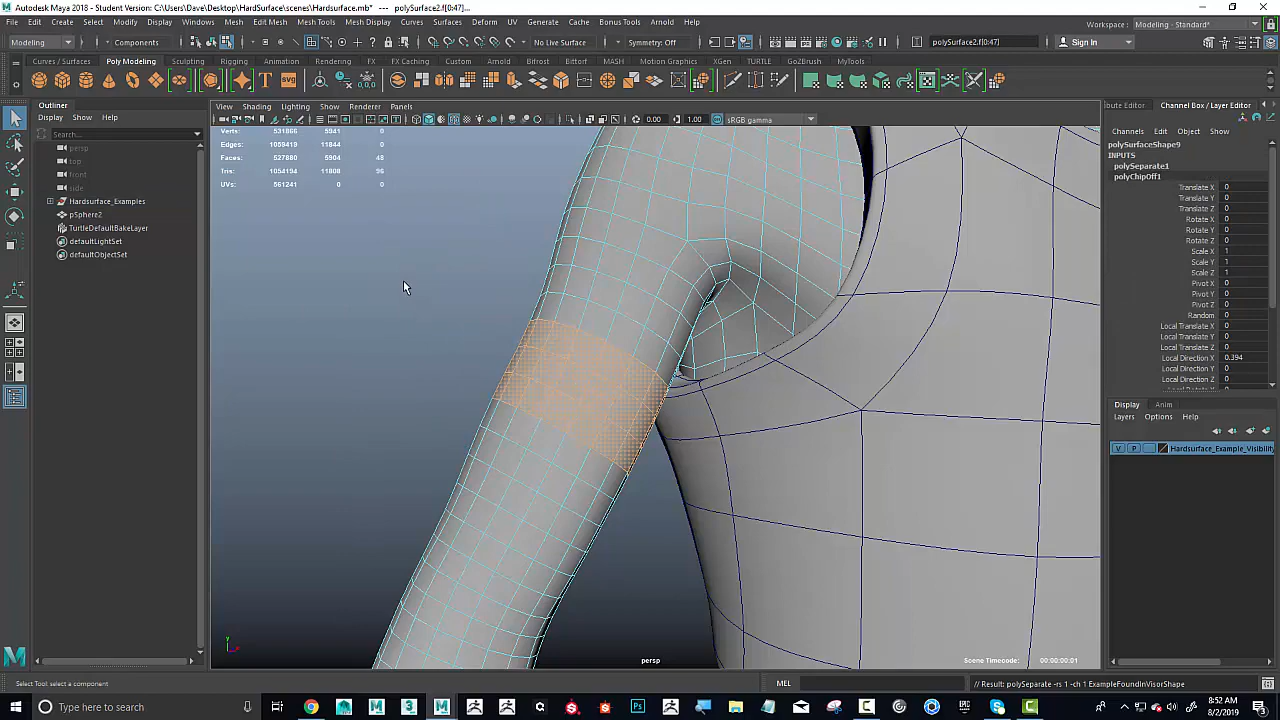 Autodesk Maya 2018 - Student Version: C:\Users\Dave\Desktop\HardSurface\scenes\Hardsurface.mb* --- polySurface2.f[0:47]...
File Edit Create Select Modify Display Windows Mesh Edit Mesh Mesh Tools Mesh Display Curves Surfaces Deform UV Generate Cache Bonus Tools Arnold Help
Workspace : Modeling - Standard*
Modeling Components No Live Surface Symmetry: Off polySurface2.f[0:47] Sign In
Curves / Surfaces Poly Modeling Sculpting Rigging Animation Rendering FX FX Caching Custom Arnold Bifrost Bittorf MASH Motion Graphics XGen TURTLE GoZBrush MyTools
Outliner
Display Show Help
Search...
persp
top
front
side
Hardsurface_Examples
pSphere2
TurtleDefaultBakeLayer
defaultLightSet
defaultObjectSet
View Shading Lighting Show Renderer Panels
0.00 1.00 sRGB gamma
Verts: 531866 5941 0
Edges: 1059419 11844 0
Faces: 527880 5904 48
Tris: 1054194 11808 96
UVs: 561241 0 0
persp
Scene Timecode: 00:00:00:01
bute Editor Channel Box / Layer Editor
Channels Edit Object Show
polySurfaceShape9
INPUTS
polySeparate1
polyChipOff1
Translate X 0
Translate Y 0
Translate Z 0
Rotate X 0
Rotate Y 0
Rotate Z 0
Scale X 1
Scale Y 1
Scale Z 1
Pivot X 0
Pivot Y 0
Pivot Z 0
Random 0
Local Translate X 0
Local Translate Y 0
Local Translate Z 0
Local Direction X 0.394
Local Direction Y 0
Local Direction Z 0
Display Anim
Layers Options Help
V P Hardsurface_Example_Visibility
Select Tool: select a component
MEL
// Result: polySeparate -rs 1 -ch 1 ExampleFoundInVisorShape
Type here to search
8:52 AM
8/2/2019